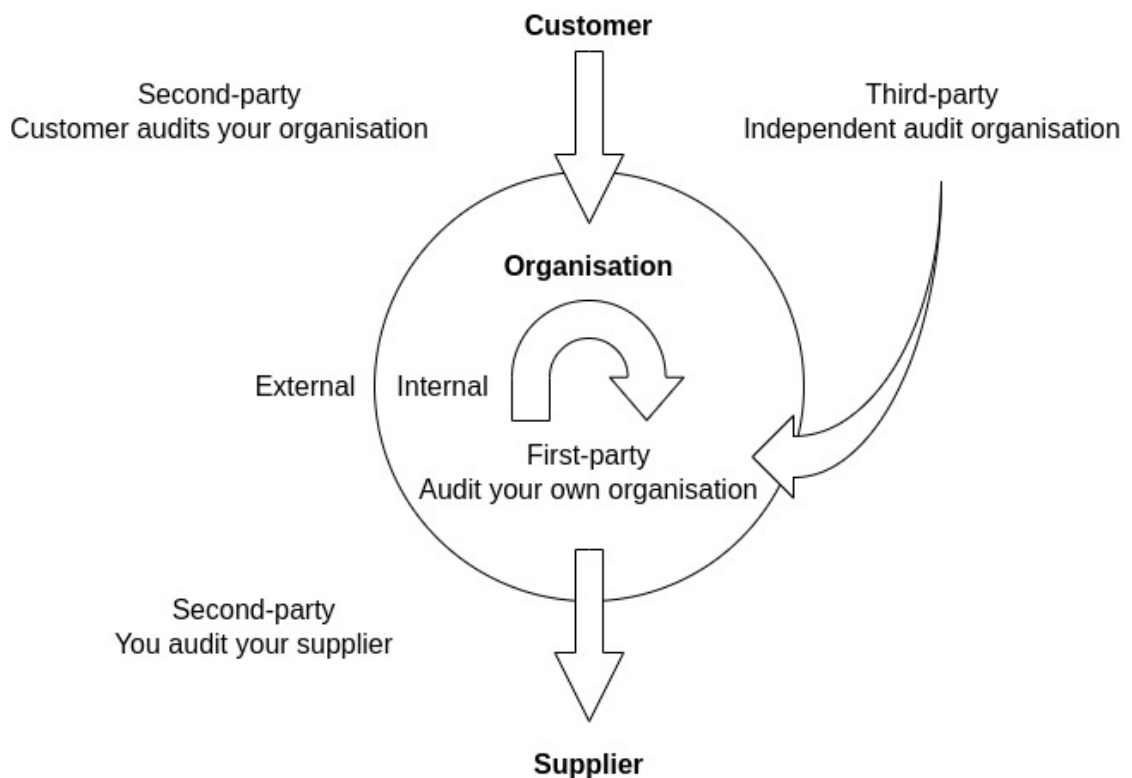 Customer
Second-party
Customer audits your organisation
Third-party
Independent audit organisation
Organisation
External
Internal
First-party
Audit your own organisation
Second-party
You audit your supplier
Supplier